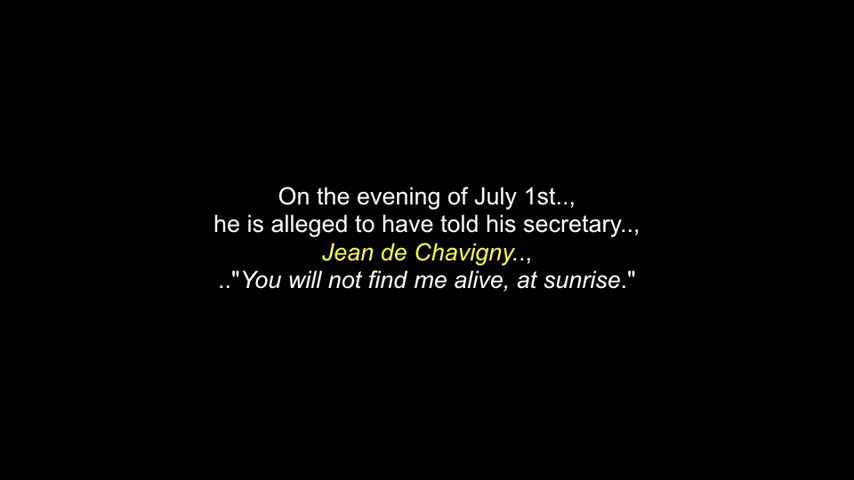 On the evening of July 1st..,
he is alleged to have told his secretary..,
Jean de Chavigny..,
.."You will not find me alive, at sunrise."